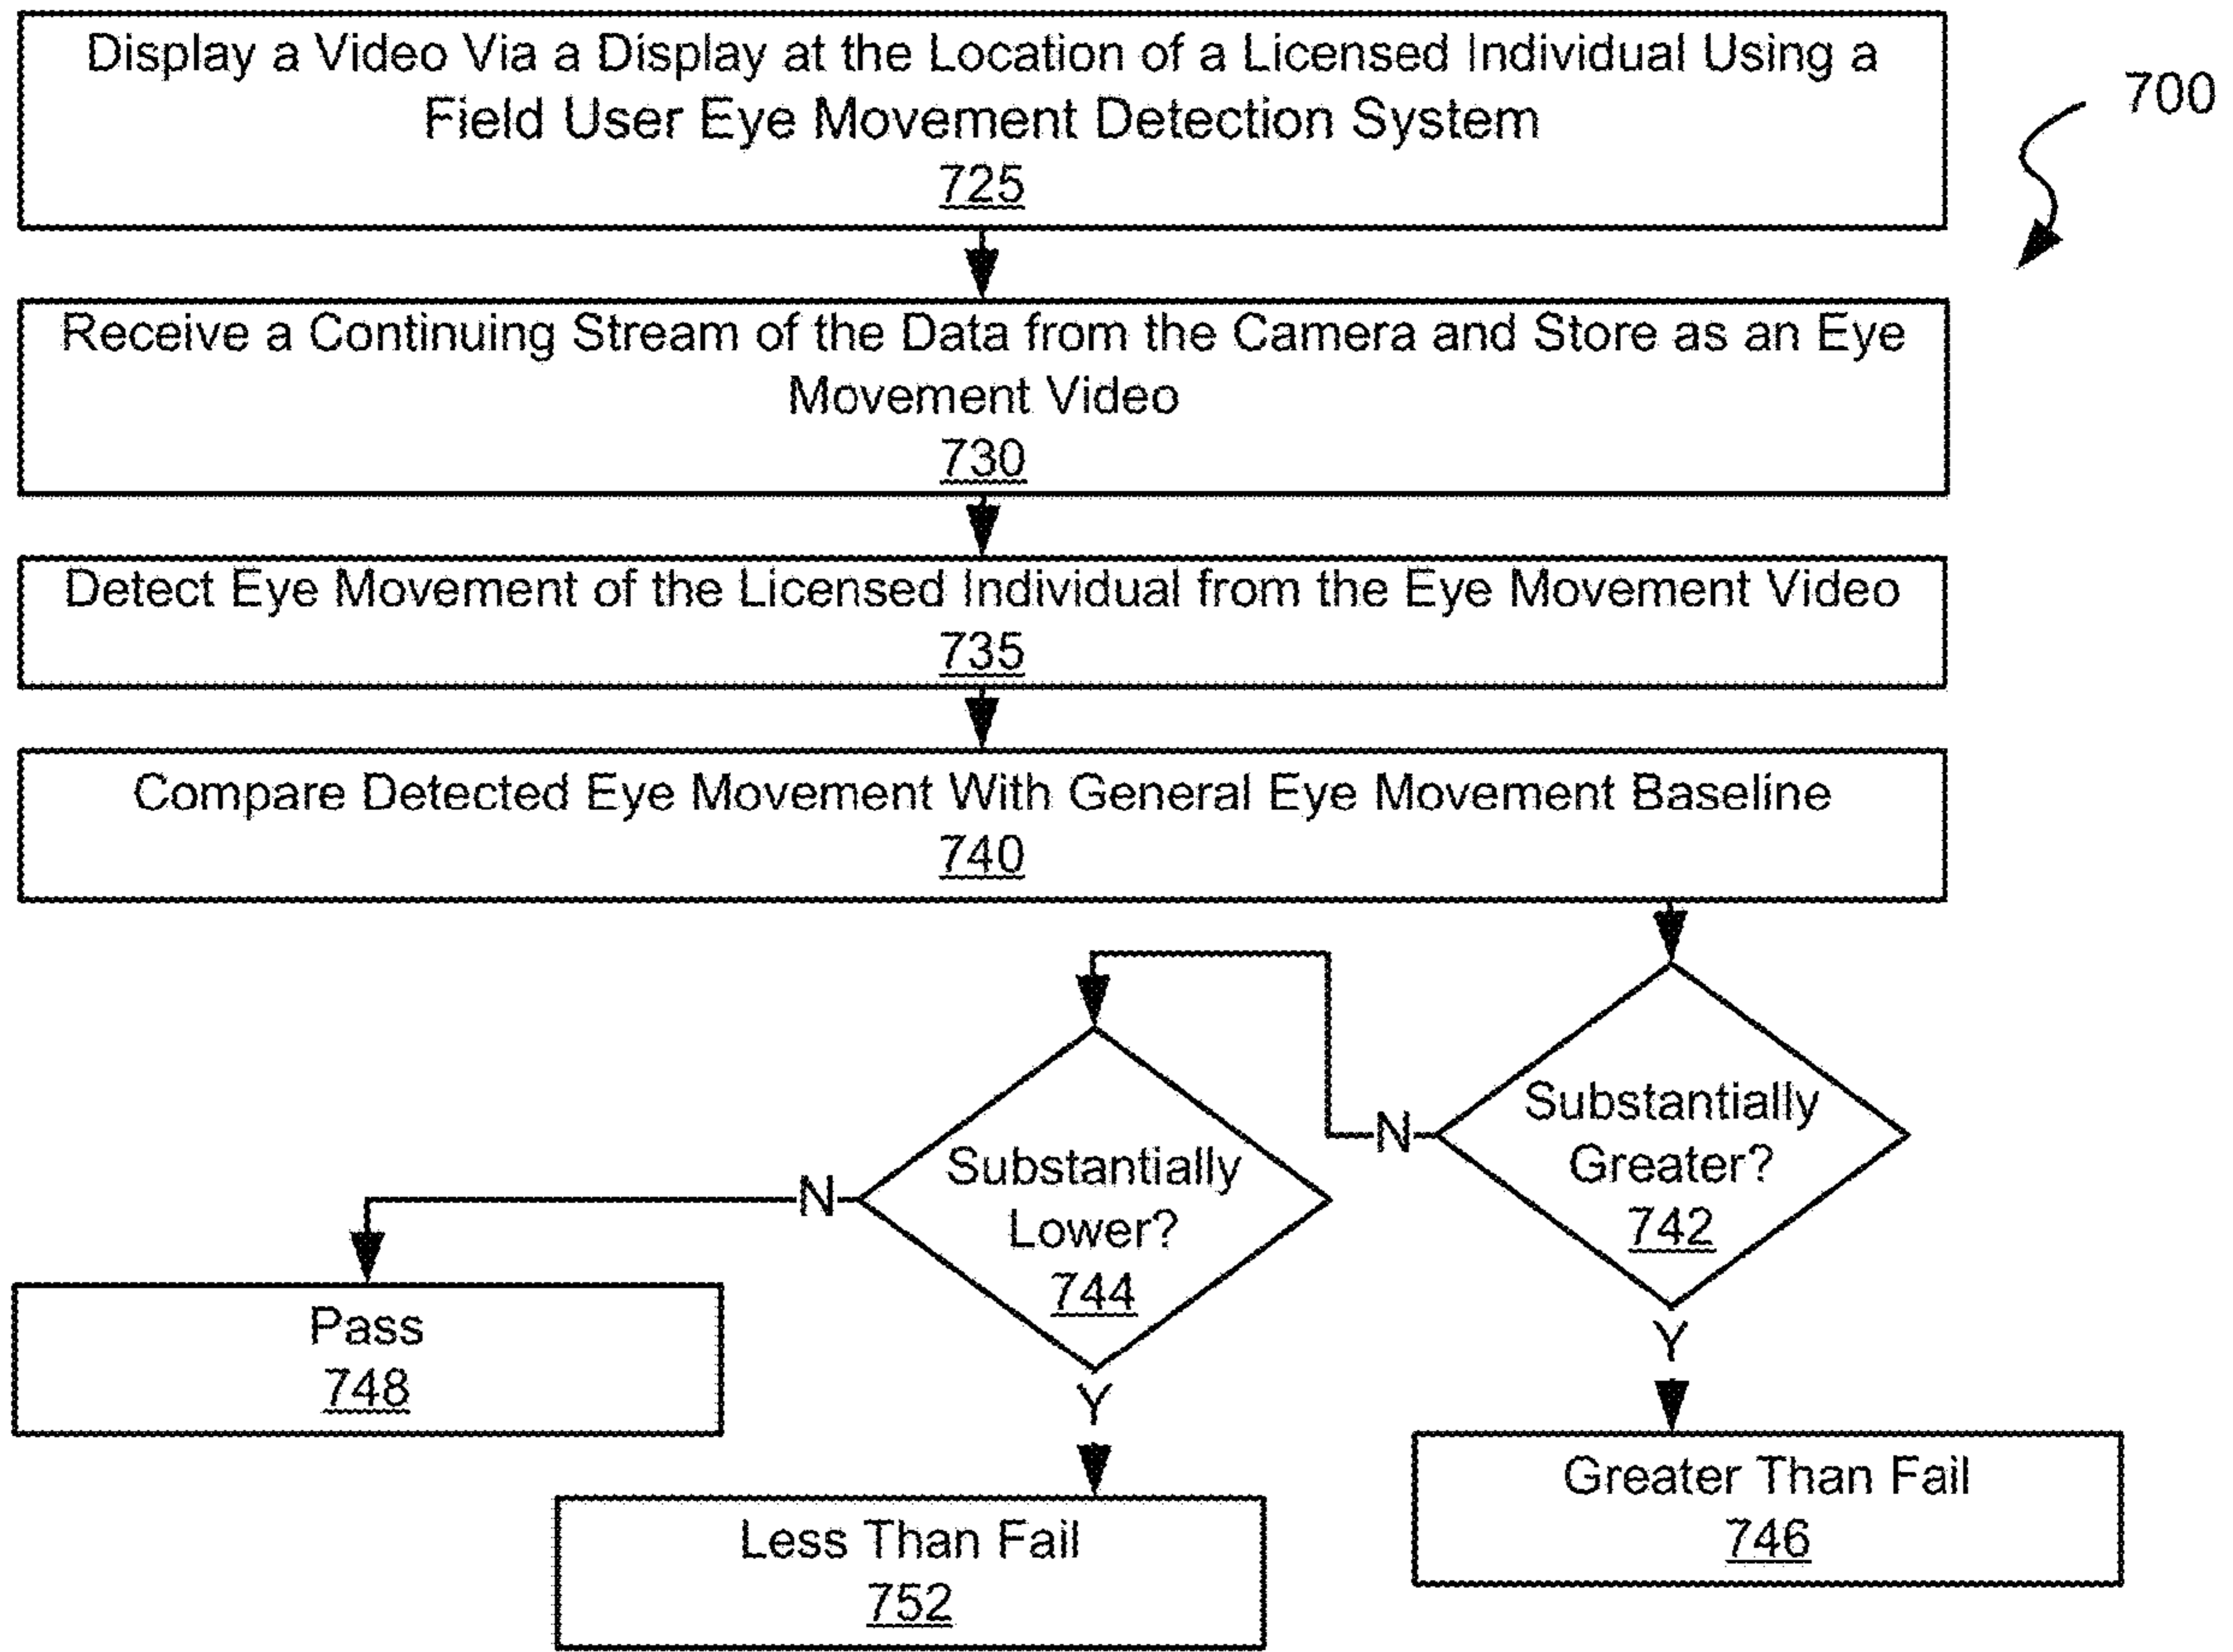 Display a Video Via a Display at the Location of a Licensed Individual Using a
Field User Eye Movement Detection System
725
700
Receive a Continuing Stream of the Data from the Camera and Store as an Eye
Movement Video
730
Detect Eye Movement of the Licensed Individual from the Eye Movement Video
735
Compare Detected Eye Movement With General Eye Movement Baseline
740
Substantially
Greater?
742
N
Y
Substantially
Lower?
744
N
Y
Pass
748
Greater Than Fail
746
Less Than Fail
752